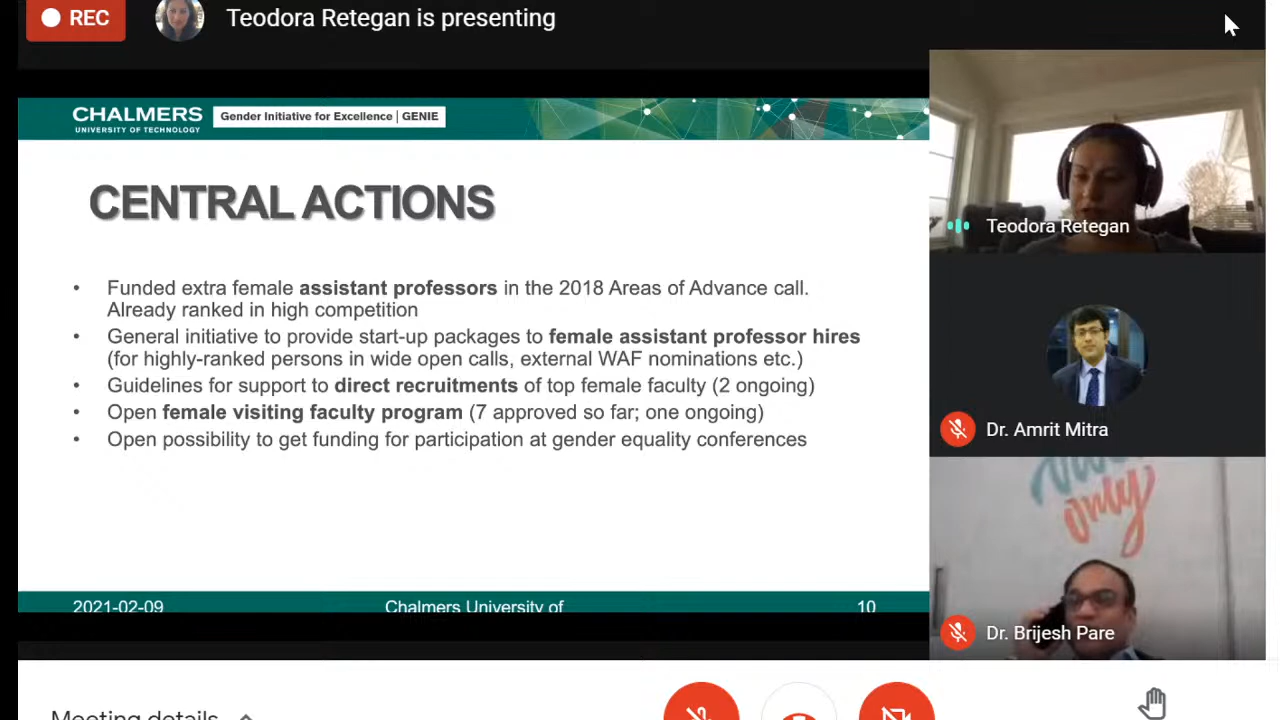 REC
Teodora Retegan is presenting
CHALMERS
UNIVERSITY OF TECHNOLOGY
Gender Initiative for Excellence | GENIE
CENTRAL ACTIONS
• Funded extra female assistant professors in the 2018 Areas of Advance call.
Already ranked in high competition
• General initiative to provide start-up packages to female assistant professor hires
(for highly-ranked persons in wide open calls, external WAF nominations etc.)
• Guidelines for support to direct recruitments of top female faculty (2 ongoing)
• Open female visiting faculty program (7 approved so far; one ongoing)
• Open possibility to get funding for participation at gender equality conferences
2021-02-09
Chalmers University of
10
Teodora Retegan
Dr. Amrit Mitra
omy
Dr. Brijesh Pare
Meeting details